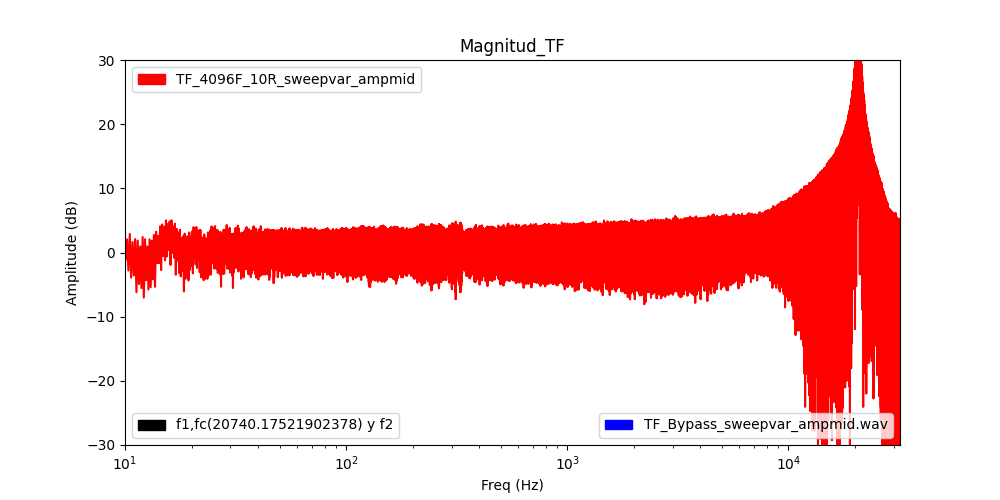 Magnitud_TF
TF_4096F_10R_sweepvar_ampmid
30
20
10
0
−10
−20
−30
Amplitude (dB)
f1,fc(20740.17521902378) y f2
TF_Bypass_sweepvar_ampmid.wav
10¹ 10² 10³ 10⁴
Freq (Hz)